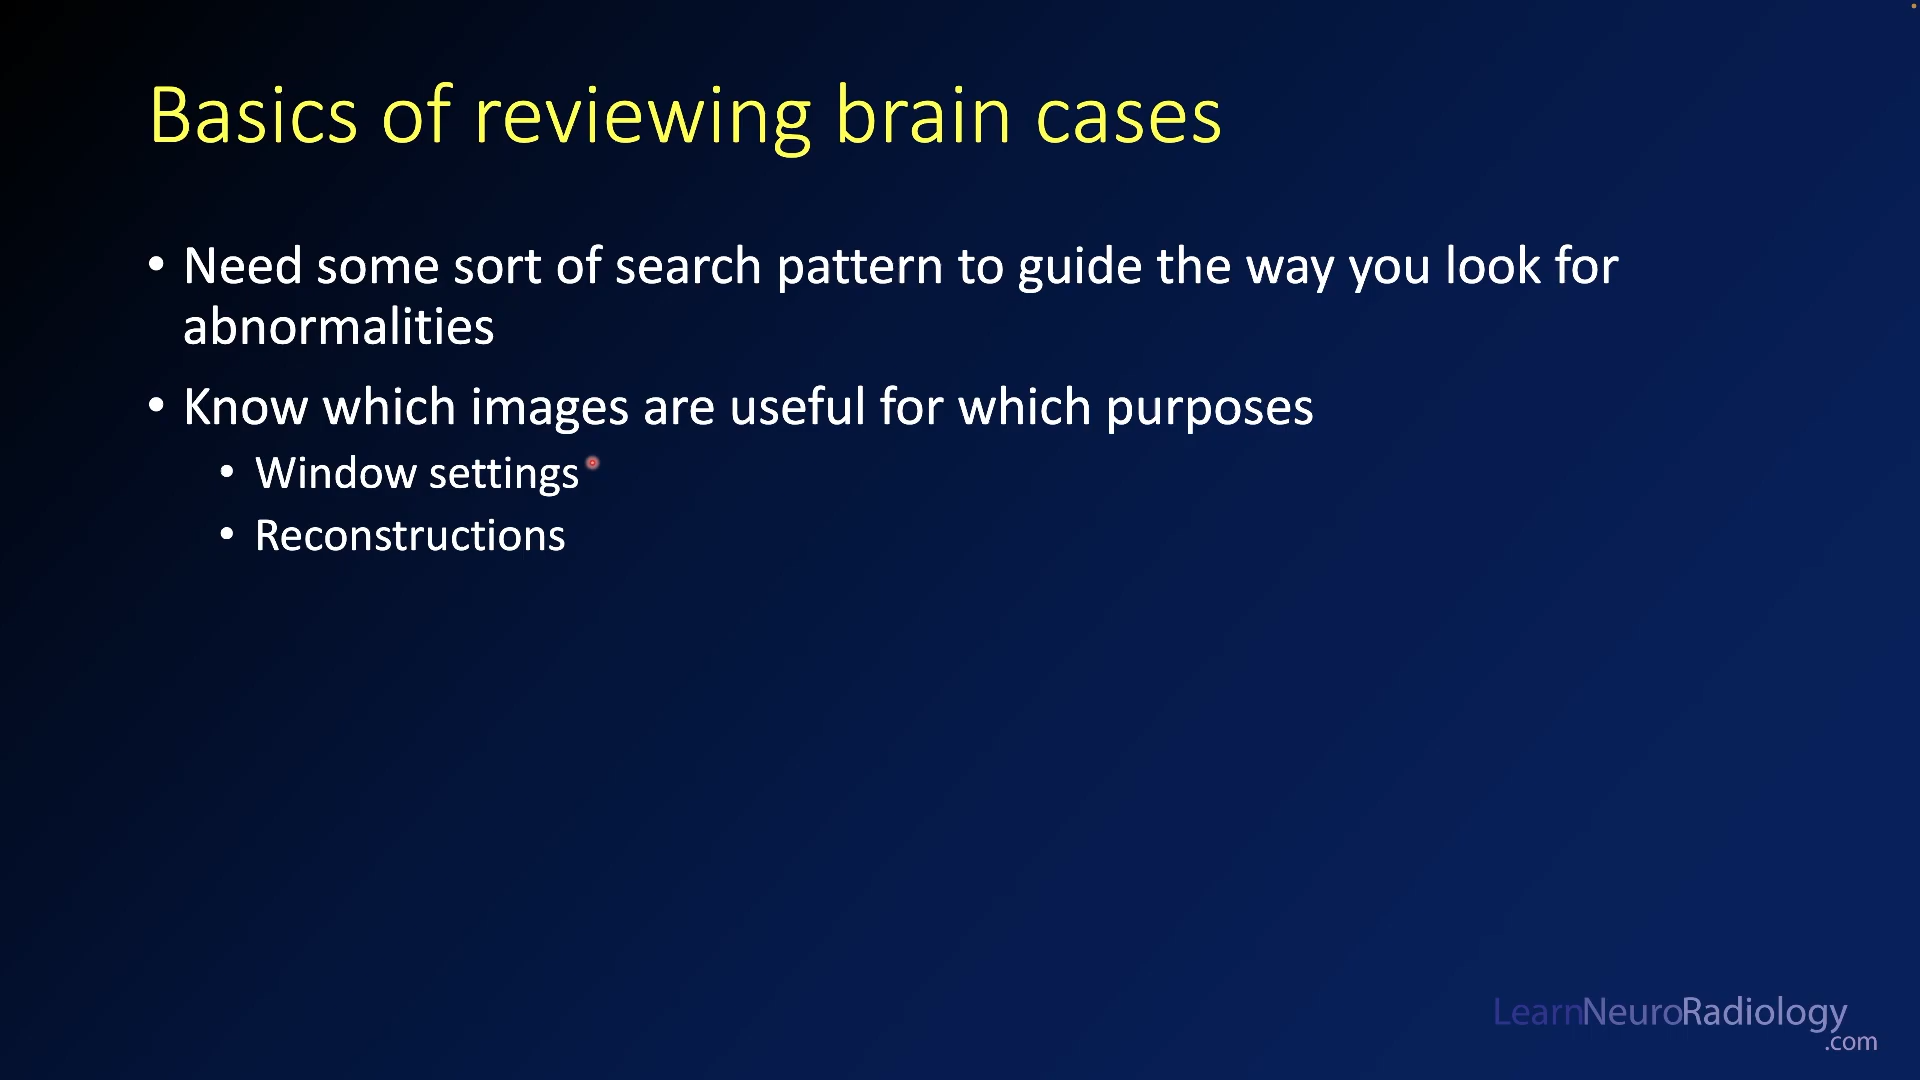 Basics of reviewing brain cases
• Need some sort of search pattern to guide the way you look for
abnormalities
• Know which images are useful for which purposes
• Window settings
• Reconstructions
LearnNeuroRadiology
.com